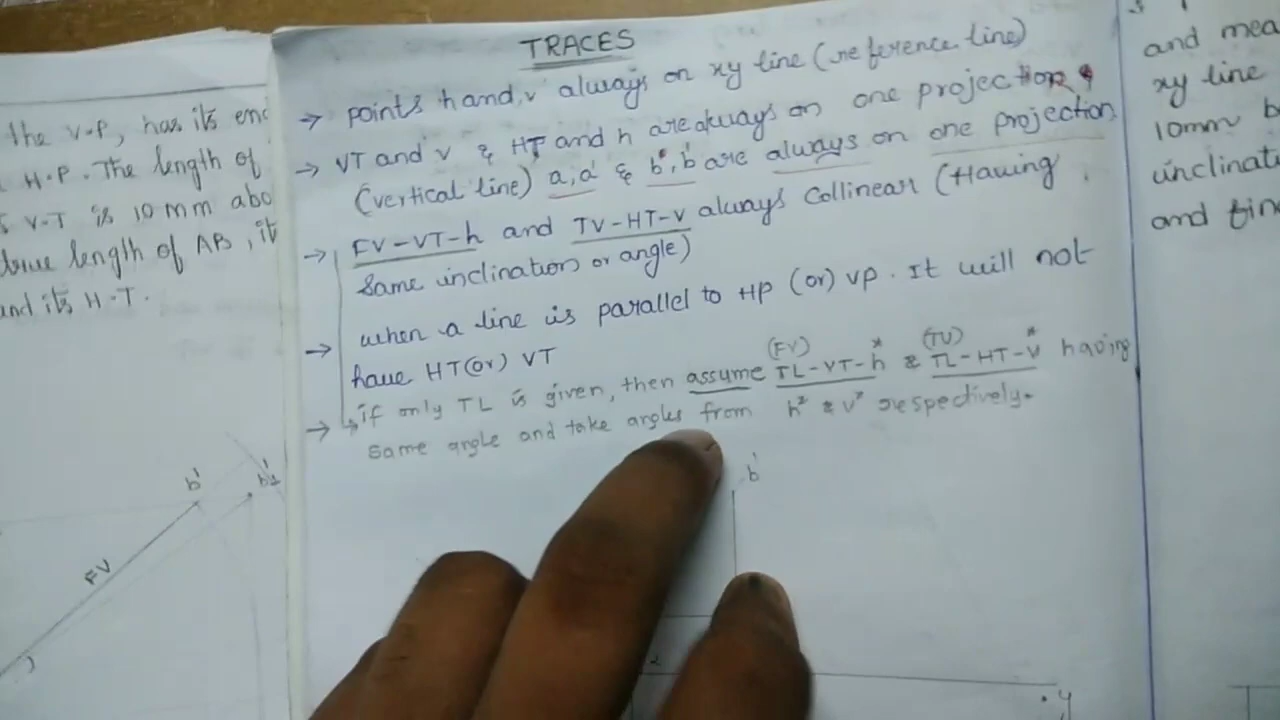 the V.P, has its end
H.P. The length of
V.T is 10 mm abo
true length of AB, it
and its H.T.
b'
b'1
FV
TRACES
→ points h and, v always on xy line (reference line)
→ VT and v & HT and h are always on one projection
(vertical line) a, a' & b, b' are always on one projection
→ FV-VT-h and TV-HT-v always Collinear (Having
Same inclination or angle)
→ when a line is parallel to HP (or) VP. It will not
have HT (or) VT
(FV) (TV)
→ ↳ if only TL is given, then assume TL-VT-h* & TL-HT-v* having
Same angle and take angles from h* & v* respectively.
b'
y
and mea
xy line
10mm b
inclinati
and fin